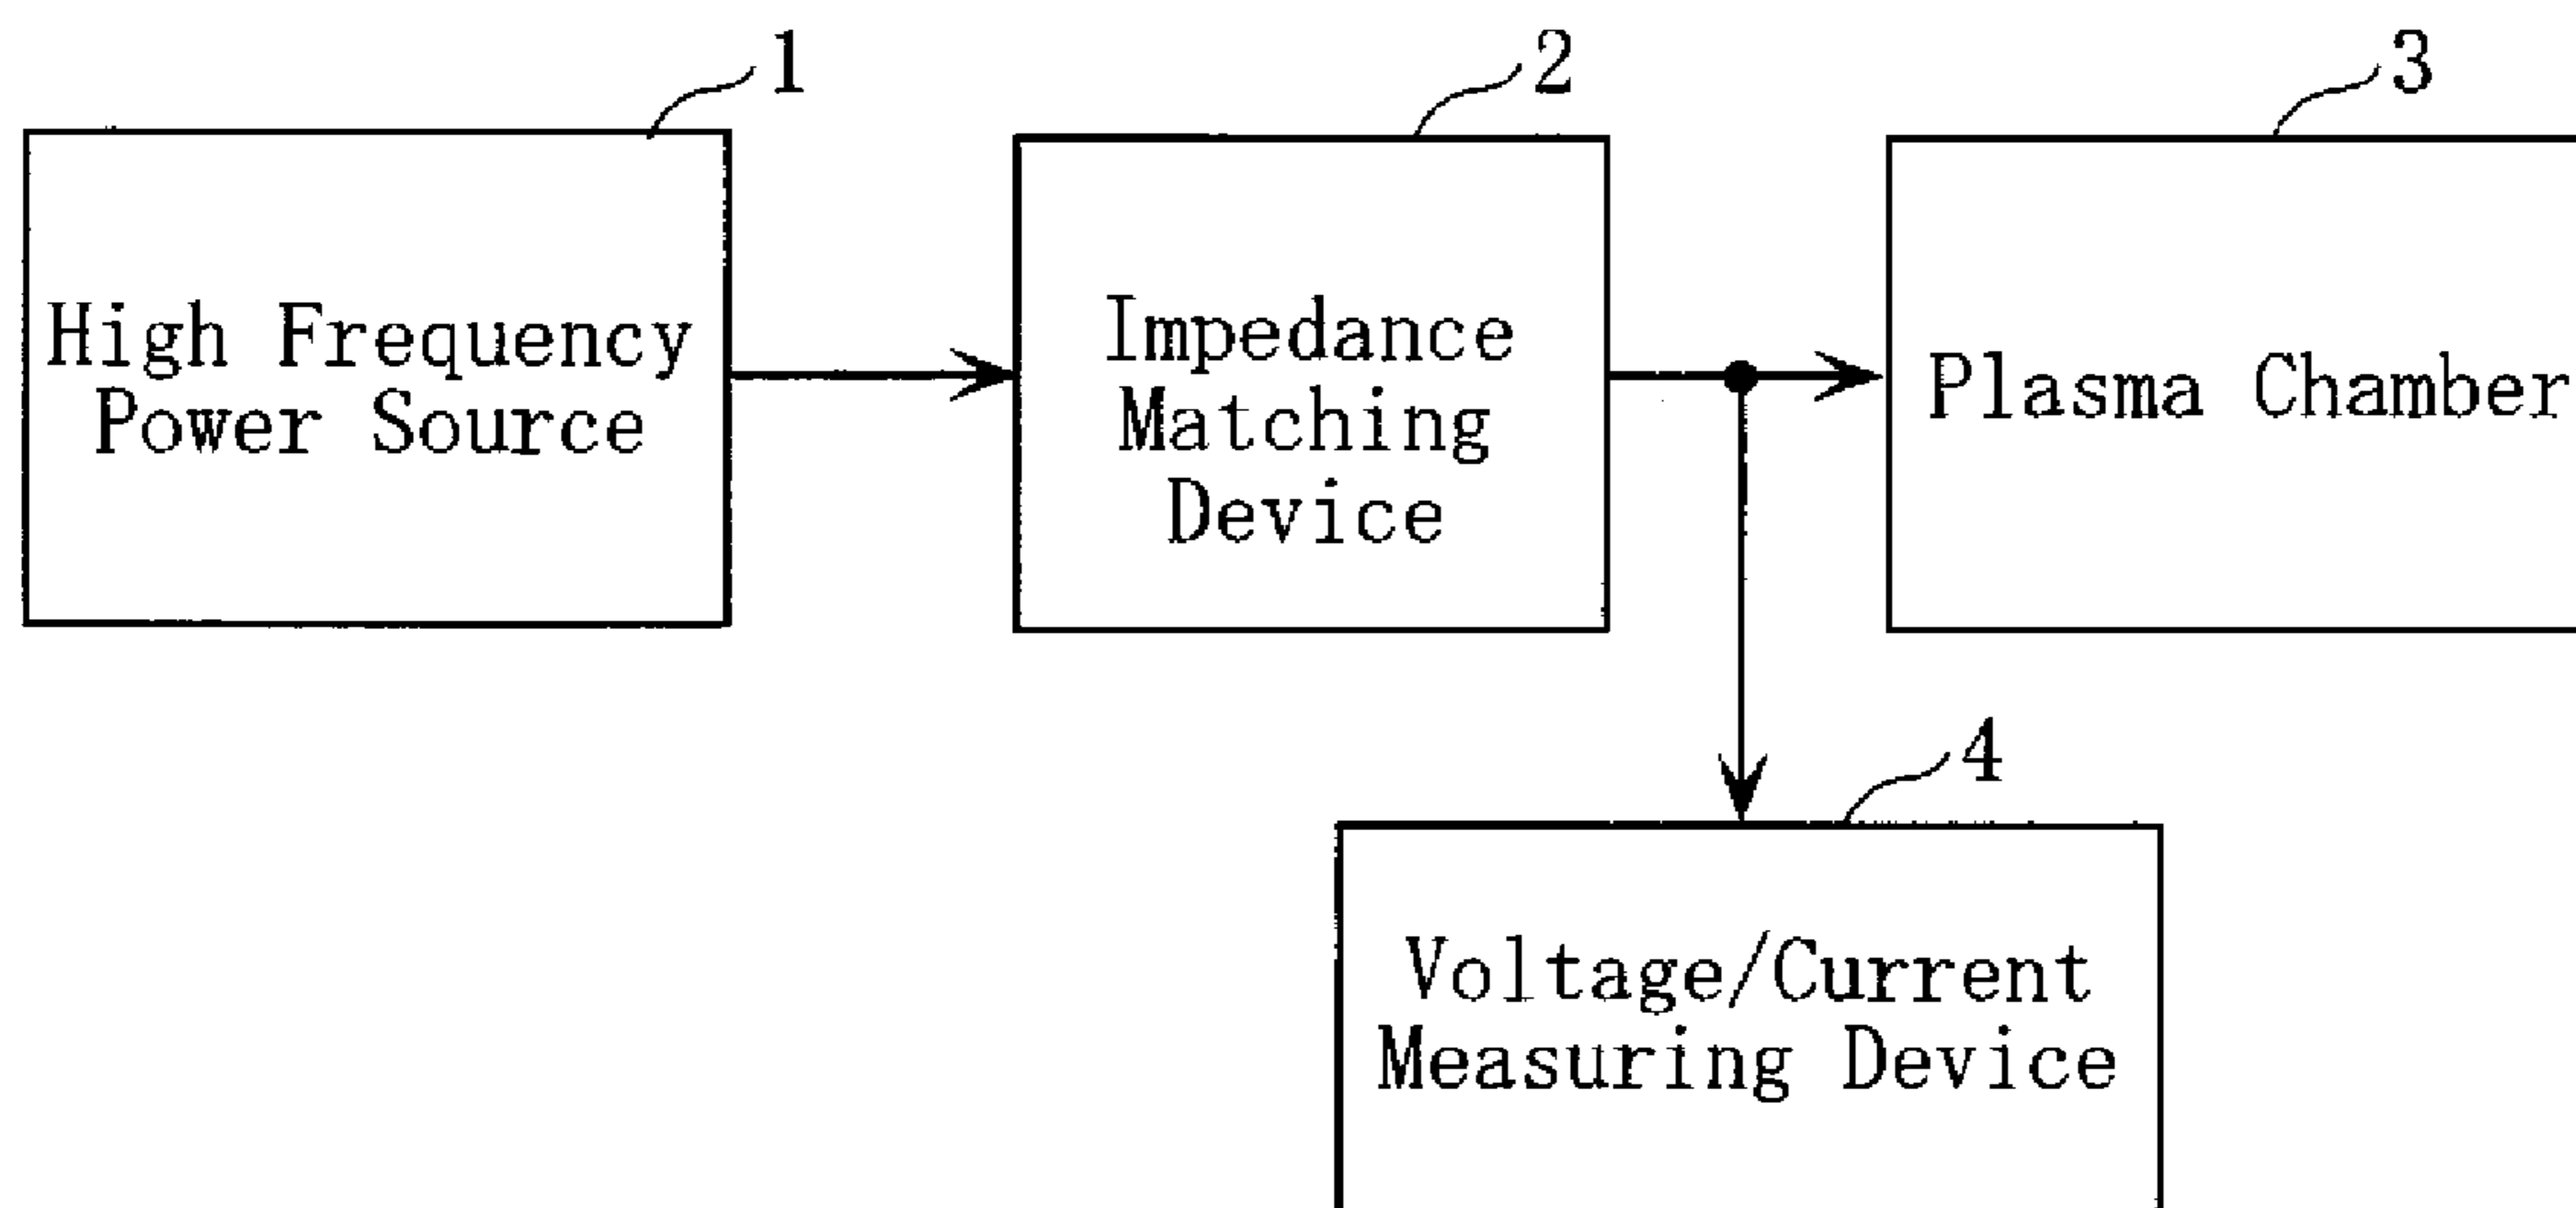 1
2
3
High Frequency
Power Source
Impedance
Matching
Device
Plasma Chamber
4
Voltage/Current
Measuring Device